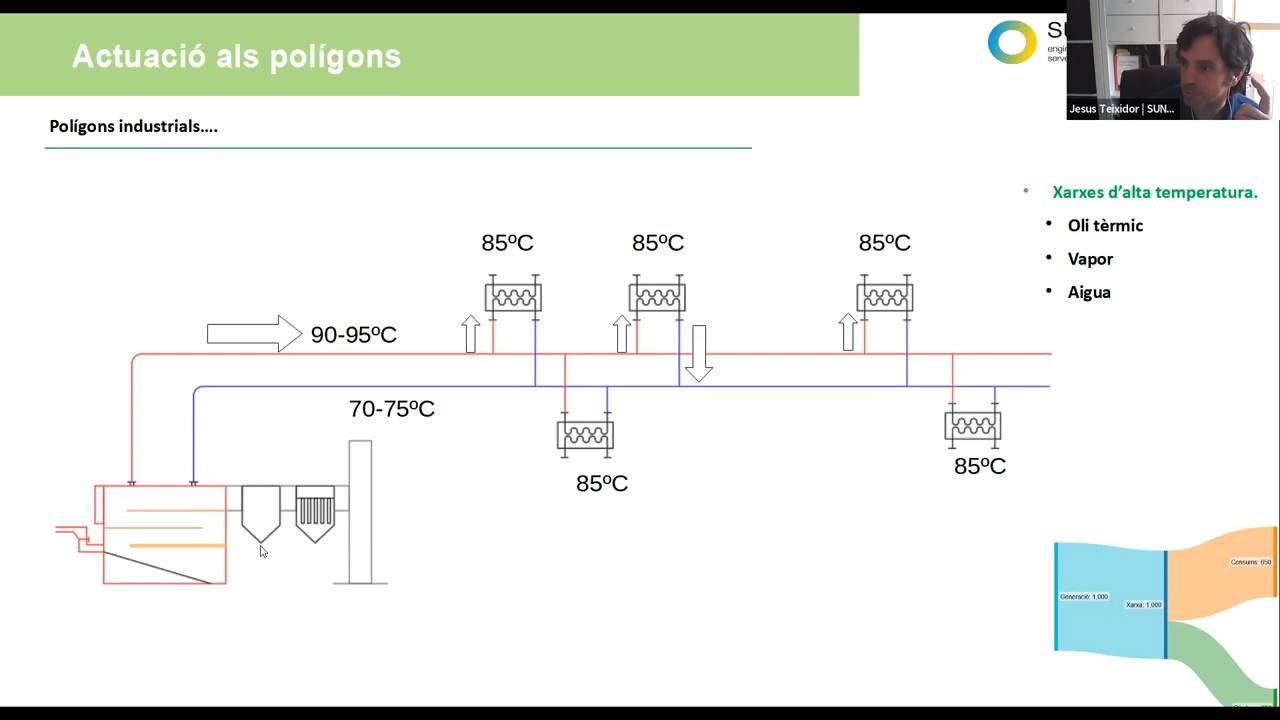 Actuació als polígons
Polígons industrials….
Jesus Teixidor | SUN...
Xarxes d’alta temperatura.
Oli tèrmic
Vapor
Aigua
85ºC
85ºC
85ºC
90-95ºC
70-75ºC
85ºC
85ºC
Consums: 650
Generació: 1.000
Xarxa: 1.000